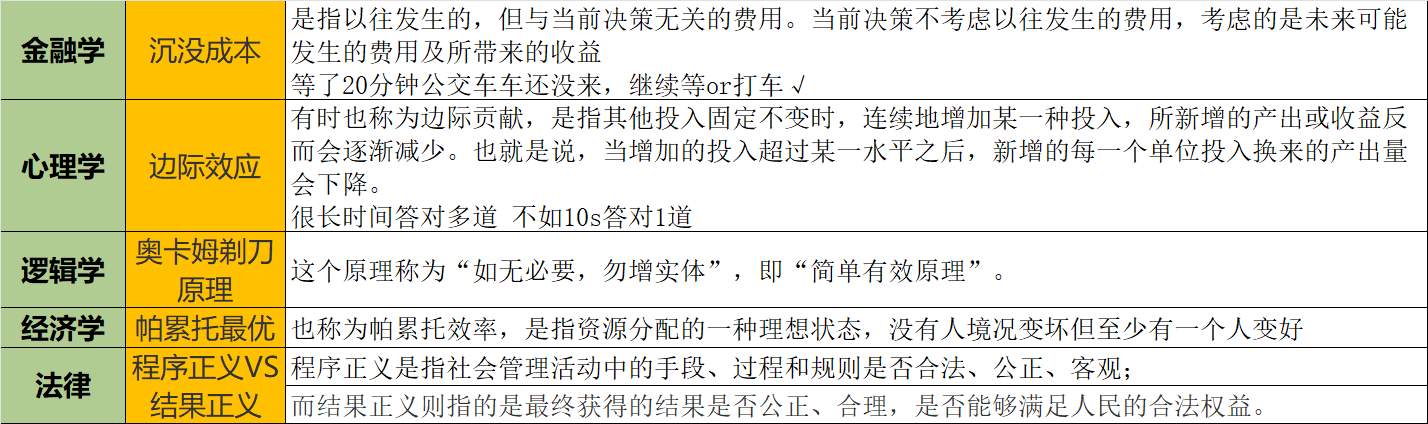 金融学
沉没成本
是指以往发生的，但与当前决策无关的费用。当前决策不考虑以往发生的费用，考虑的是未来可能
发生的费用及所带来的收益
等了20分钟公交车车还没来，继续等or打车√
心理学
边际效应
有时也称为边际贡献，是指其他投入固定不变时，连续地增加某一种投入，所新增的产出或收益反
而会逐渐减少。也就是说，当增加的投入超过某一水平之后，新增的每一个单位投入换来的产出量
会下降。
很长时间答对多道 不如10s答对1道
逻辑学
奥卡姆剃刀
原理
这个原理称为“如无必要，勿增实体”，即“简单有效原理”。
经济学
帕累托最优
也称为帕累托效率，是指资源分配的一种理想状态，没有人境况变坏但至少有一个人变好
法律
程序正义VS
结果正义
程序正义是指社会管理活动中的手段、过程和规则是否合法、公正、客观；
而结果正义则指的是最终获得的结果是否公正、合理，是否能够满足人民的合法权益。